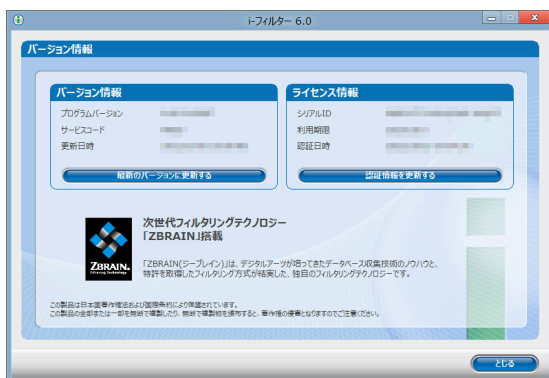 i-フィルター 6.0
バージョン情報
バージョン情報
プログラムバージョン
サービスコード
更新日時
最新のバージョンに更新する
ライセンス情報
シリアルID
利用期限
認証日時
認証情報を更新する
ZBRAIN.
Filtering Technology
次世代フィルタリングテクノロジー
「ZBRAIN」搭載
「ZBRAIN(ジーブレイン)」は、デジタルアーツが培ってきたデータベース収集技術のノウハウと、
特許を取得したフィルタリング方式が結実した、独自のフィルタリングテクノロジーです。
この製品は日本国著作権法および国際条約により保護されています。
この製品の全部または一部を無断で複製したり、無断で複製物を頒布すると、著作権の侵害となりますのでご注意ください。
とじる